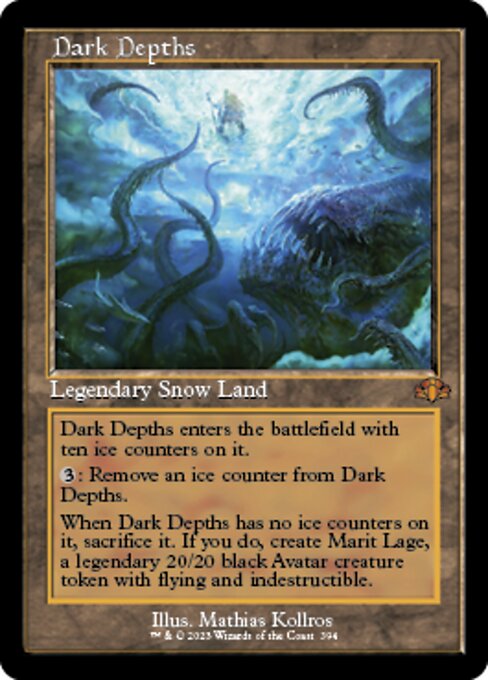 Dark Depths
Legendary Snow Land
Dark Depths enters the battlefield with
ten ice counters on it.
3: Remove an ice counter from Dark
Depths.
When Dark Depths has no ice counters on
it, sacrifice it. If you do, create Marit Lage,
a legendary 20/20 black Avatar creature
token with flying and indestructible.
Illus. Mathias Kollros
™ & © 2023 Wizards of the Coast 394